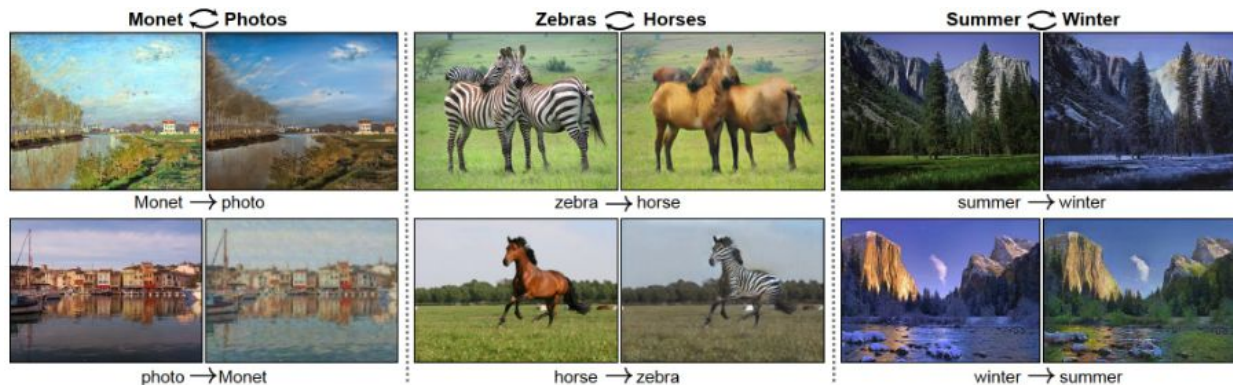 Monet Photos
Zebras Horses
Summer Winter
Monet → photo
zebra → horse
summer → winter
photo → Monet
horse → zebra
winter → summer